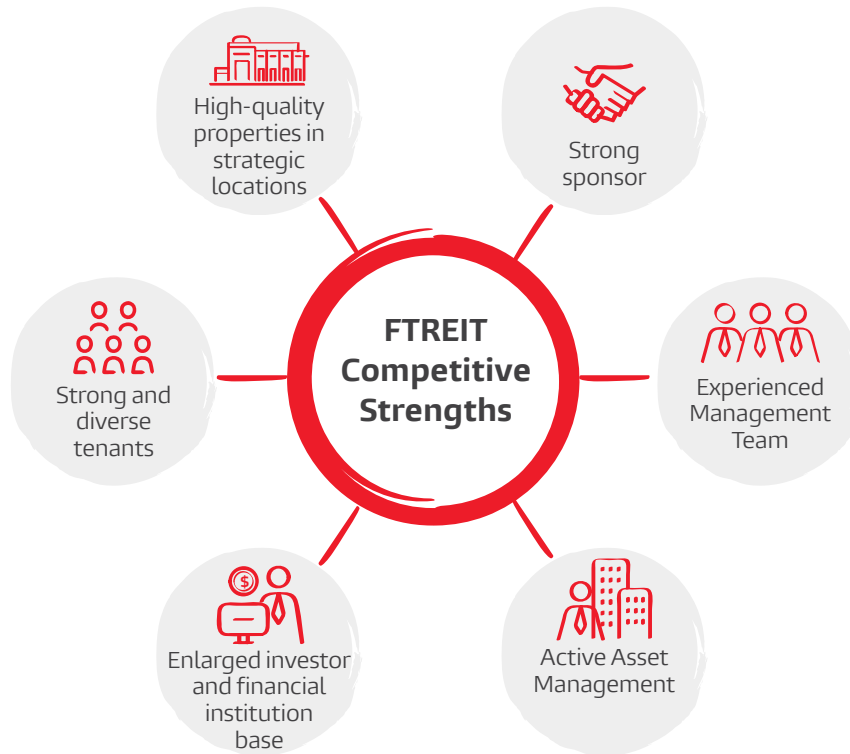 High-quality
properties in
strategic
locations
Strong
sponsor
FTREIT
Competitive
Strengths
Strong and
diverse
tenants
Experienced
Management
Team
Enlarged investor
and financial
institution
base
Active Asset
Management
$